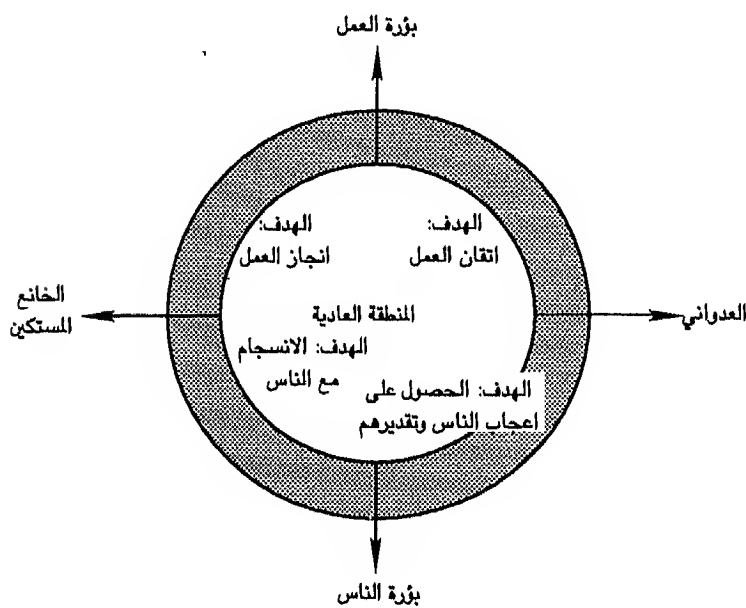 بؤرة العمل
الهدف:
اتقان العمل
الهدف:
انجاز العمل
العدواني
المنطقة العادية
الخانع
المستكين
الهدف: الانسجام
مع الناس
الهدف: الحصول على
اعجاب الناس وتقديرهم
بؤرة الناس